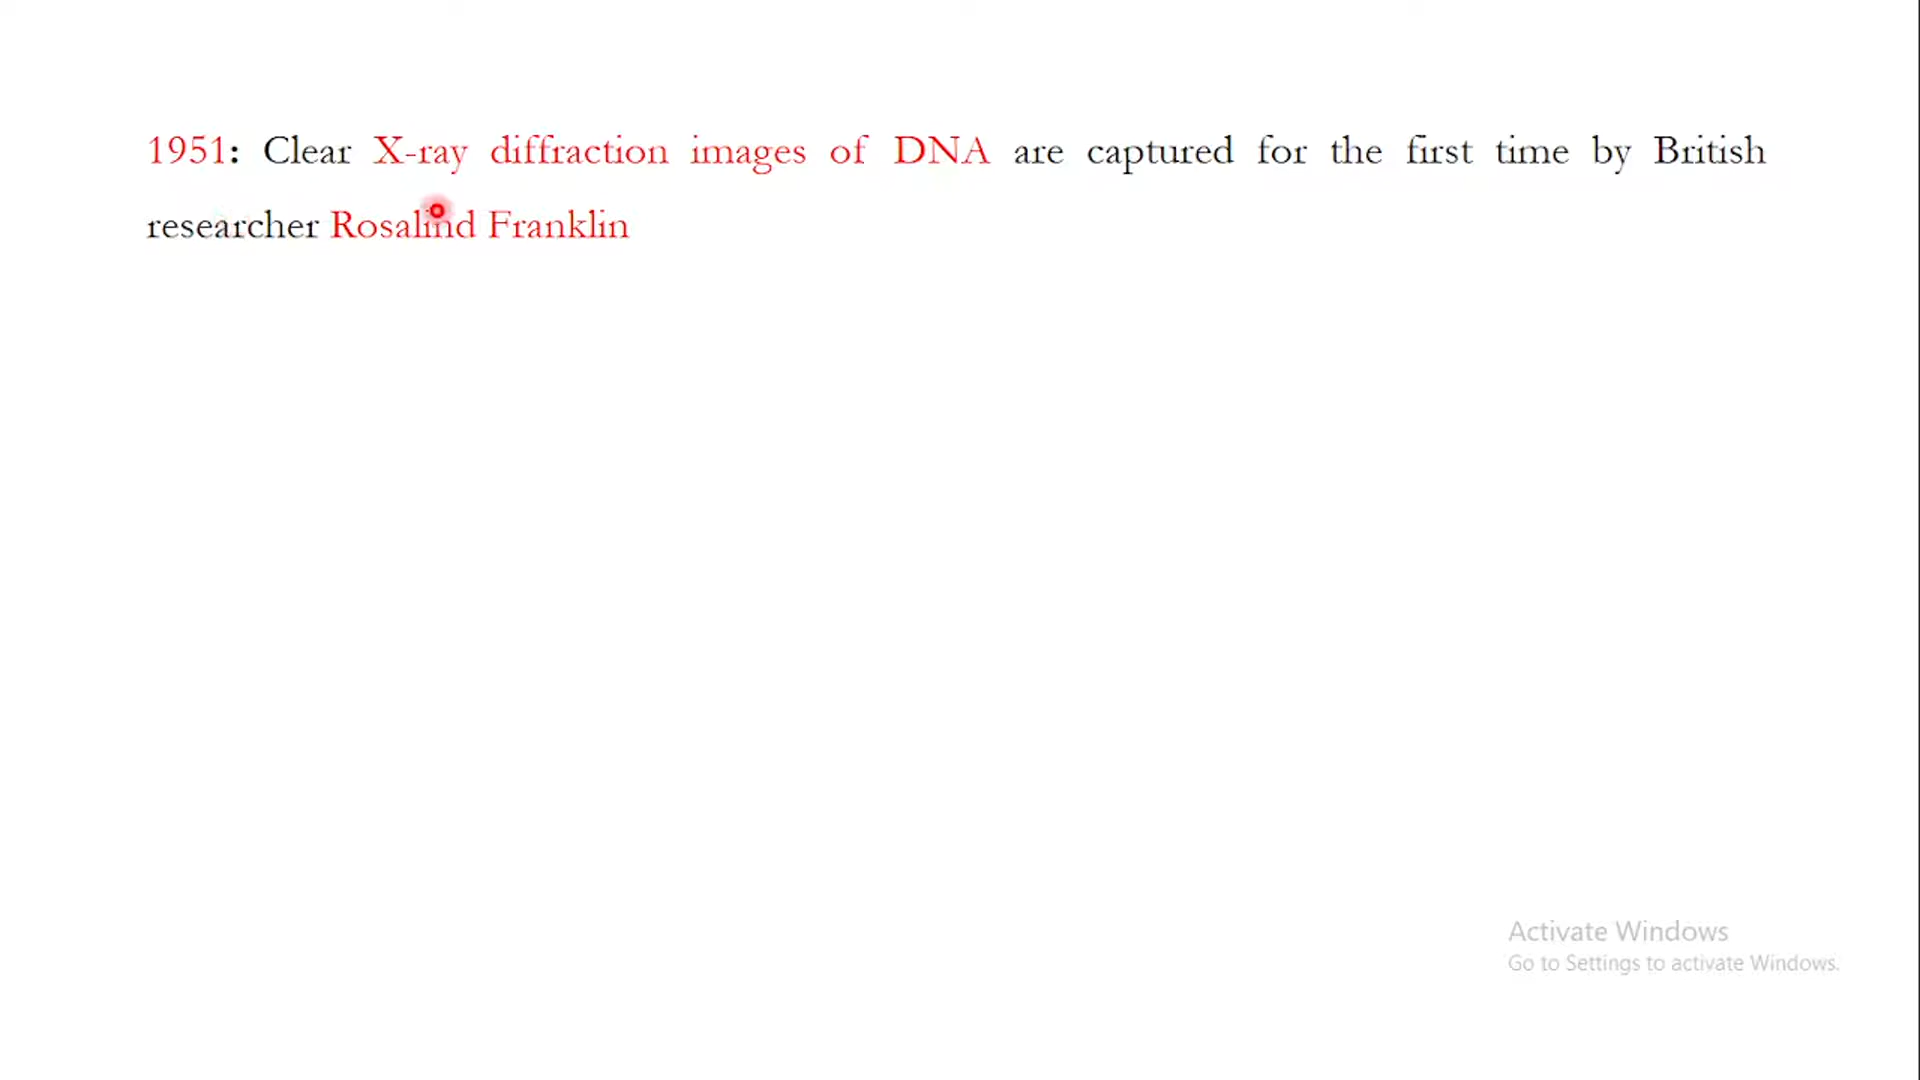 1951: Clear X-ray diffraction images of DNA are captured for the first time by British
researcher Rosalind Franklin
Activate Windows
Go to Settings to activate Windows.